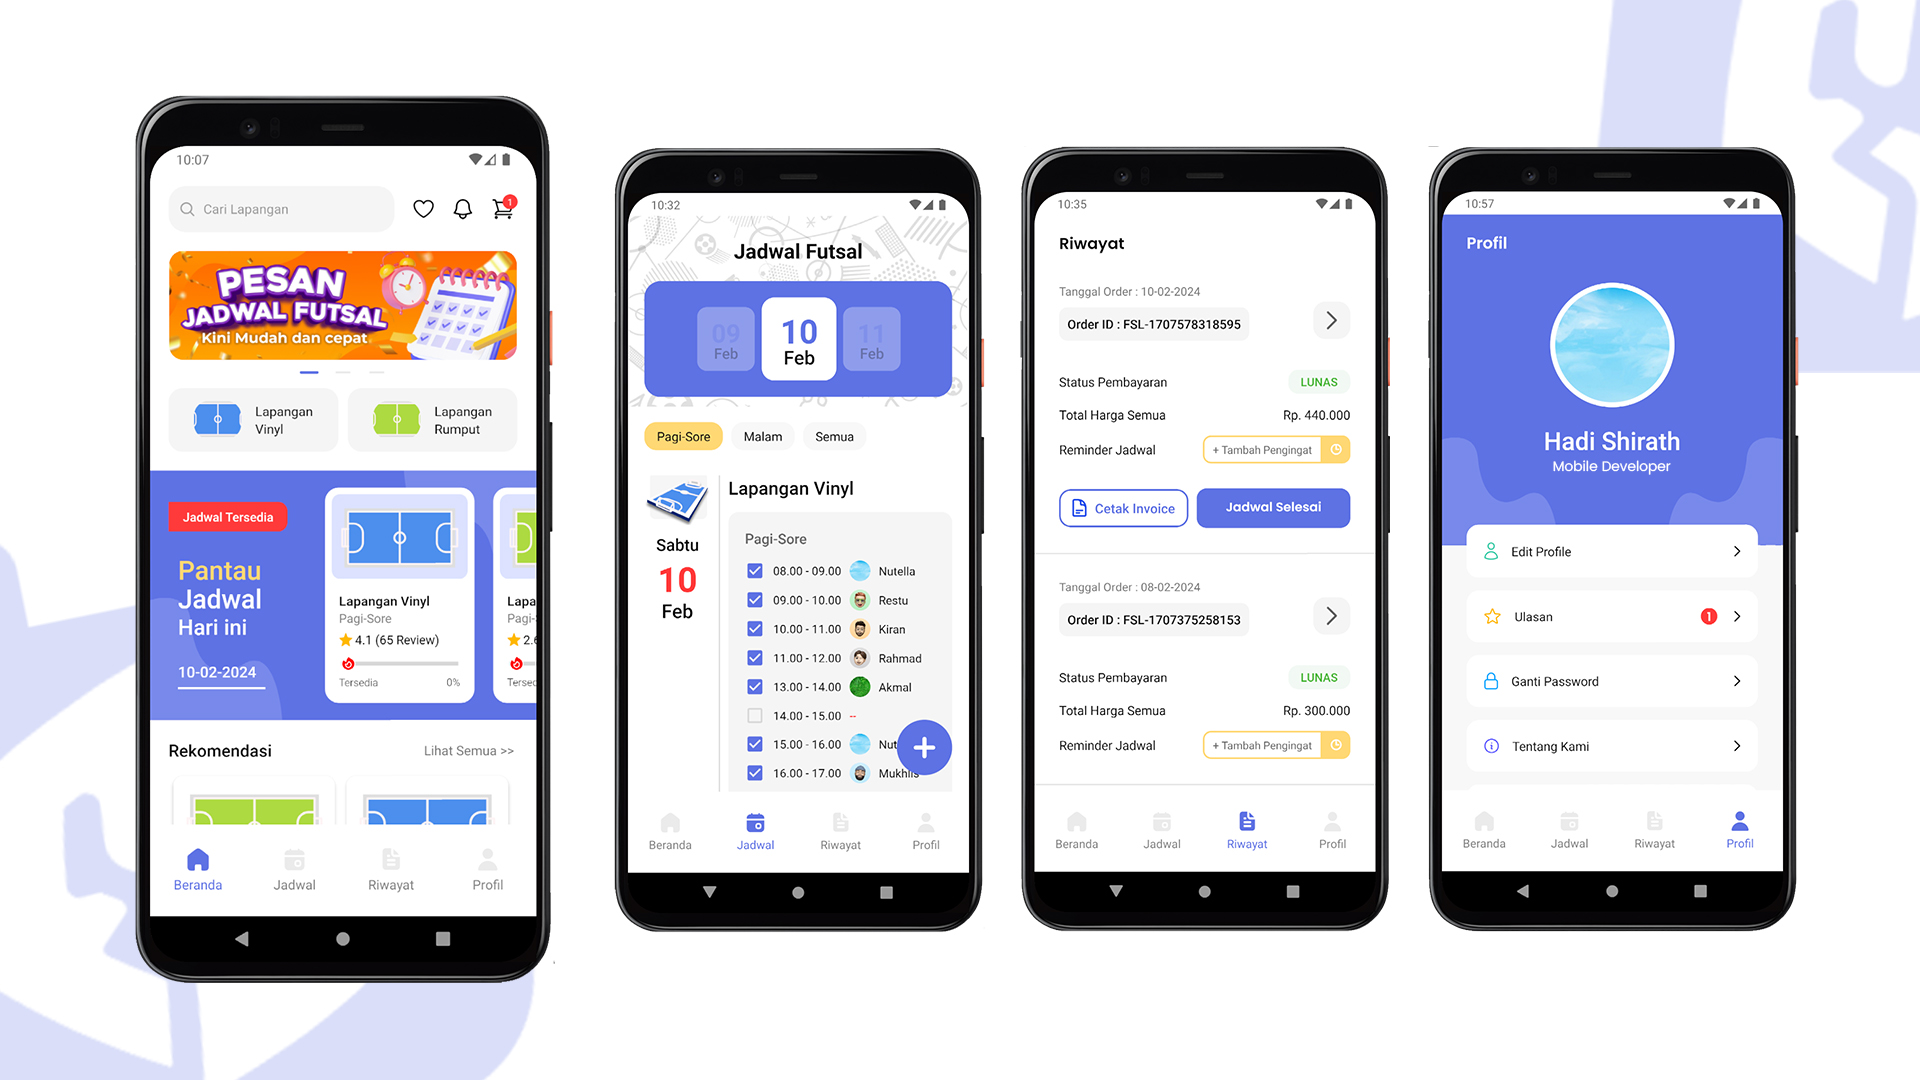 10:07
Cari Lapangan
1
PESAN
JADWAL FUTSAL
Kini Mudah dan cepat
Lapangan
Vinyl
Lapangan
Rumput
Jadwal Tersedia
Pantau
Jadwal
Hari ini
10-02-2024
Lapangan Vinyl
Pagi-Sore
4.1 (65 Review)
Tersedia 0%
Lapa
Pagi-
2.6
Tersec
Rekomendasi
Lihat Semua >>
Beranda
Jadwal
Riwayat
Profil
10:32
Jadwal Futsal
09
Feb
10
Feb
11
Feb
Pagi-Sore
Malam
Semua
Sabtu
10
Feb
Lapangan Vinyl
Pagi-Sore
08.00 - 09.00 Nutella
09.00 - 10.00 Restu
10.00 - 11.00 Kiran
11.00 - 12.00 Rahmad
13.00 - 14.00 Akmal
14.00 - 15.00 --
15.00 - 16.00 Nut
16.00 - 17.00 Mukhlis
+
Beranda
Jadwal
Riwayat
Profil
10:35
Riwayat
Tanggal Order : 10-02-2024
Order ID : FSL-1707578318595
Status Pembayaran LUNAS
Total Harga Semua Rp. 440.000
Reminder Jadwal + Tambah Pengingat
Cetak Invoice
Jadwal Selesai
Tanggal Order : 08-02-2024
Order ID : FSL-1707375258153
Status Pembayaran LUNAS
Total Harga Semua Rp. 300.000
Reminder Jadwal + Tambah Pengingat
Beranda
Jadwal
Riwayat
Profil
10:57
Profil
Hadi Shirath
Mobile Developer
Edit Profile
Ulasan 1
Ganti Password
Tentang Kami
Beranda
Jadwal
Riwayat
Profil